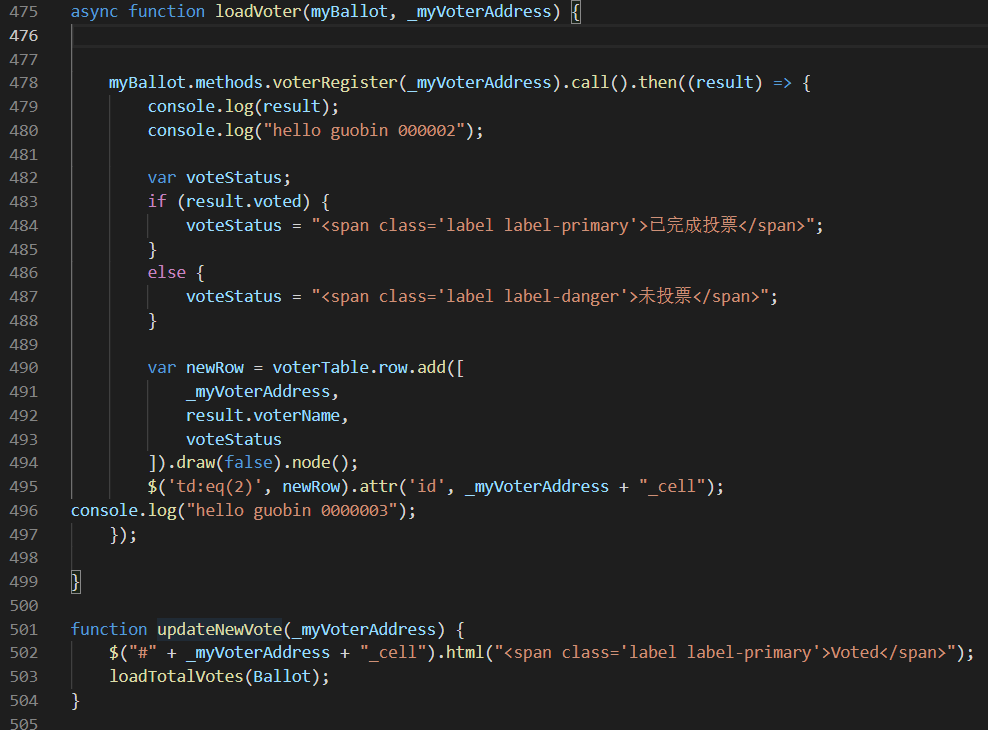 475 async function loadVoter(myBallot, _myVoterAddress) {
476
477
478 myBallot.methods.voterRegister(_myVoterAddress).call().then((result) => {
479 console.log(result);
480 console.log("hello guobin 000002");
481
482 var voteStatus;
483 if (result.voted) {
484 voteStatus = "<span class='label label-primary'>已完成投票</span>";
485 }
486 else {
487 voteStatus = "<span class='label label-danger'>未投票</span>";
488 }
489
490 var newRow = voterTable.row.add([
491 _myVoterAddress,
492 result.voterName,
493 voteStatus
494 ]).draw(false).node();
495 $('td:eq(2)', newRow).attr('id', _myVoterAddress + "_cell");
496 console.log("hello guobin 0000003");
497 });
498
499 }
500
501 function updateNewVote(_myVoterAddress) {
502 $("#" + _myVoterAddress + "_cell").html("<span class='label label-primary'>Voted</span>");
503 loadTotalVotes(Ballot);
504 }
505